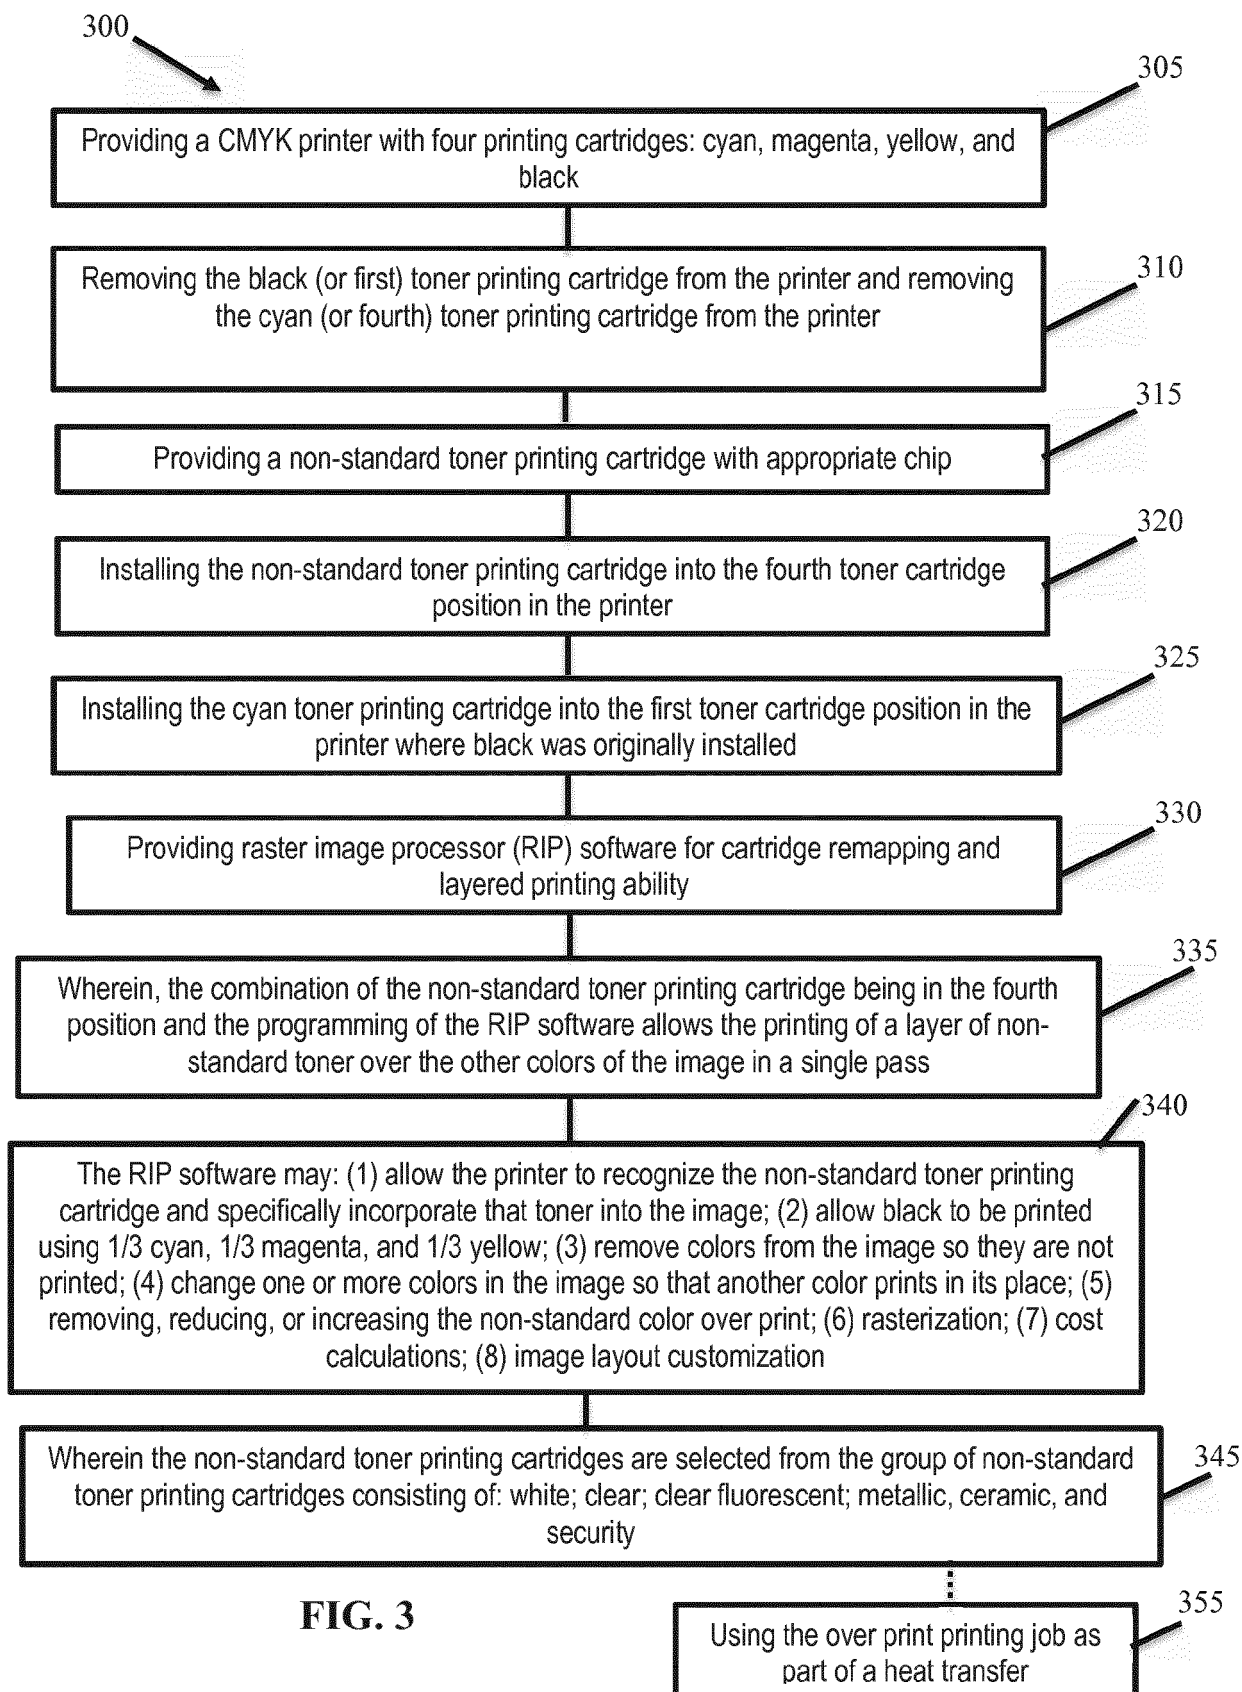 300
305
Providing a CMYK printer with four printing cartridges: cyan, magenta, yellow, and
black
310
Removing the black (or first) toner printing cartridge from the printer and removing
the cyan (or fourth) toner printing cartridge from the printer
315
Providing a non-standard toner printing cartridge with appropriate chip
320
Installing the non-standard toner printing cartridge into the fourth toner cartridge
position in the printer
325
Installing the cyan toner printing cartridge into the first toner cartridge position in the
printer where black was originally installed
330
Providing raster image processor (RIP) software for cartridge remapping and
layered printing ability
335
Wherein, the combination of the non-standard toner printing cartridge being in the fourth
position and the programming of the RIP software allows the printing of a layer of non-
standard toner over the other colors of the image in a single pass
340
The RIP software may: (1) allow the printer to recognize the non-standard toner printing
cartridge and specifically incorporate that toner into the image; (2) allow black to be printed
using 1/3 cyan, 1/3 magenta, and 1/3 yellow; (3) remove colors from the image so they are not
printed; (4) change one or more colors in the image so that another color prints in its place; (5)
removing, reducing, or increasing the non-standard color over print; (6) rasterization; (7) cost
calculations; (8) image layout customization
345
Wherein the non-standard toner printing cartridges are selected from the group of non-standard
toner printing cartridges consisting of: white; clear; clear fluorescent; metallic, ceramic, and
security
FIG. 3
355
Using the over print printing job as
part of a heat transfer